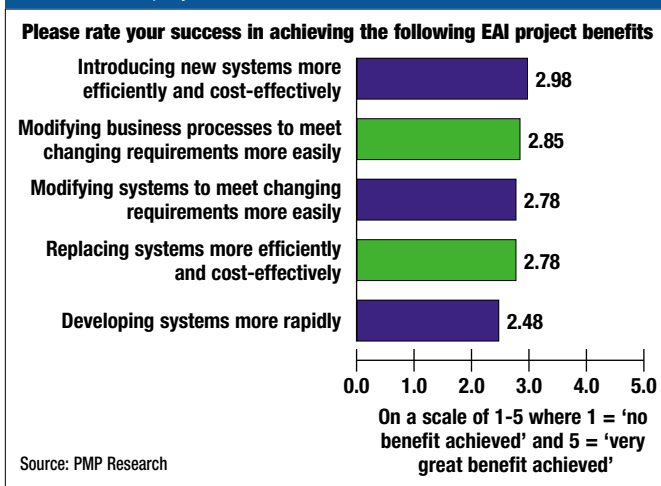 Please rate your success in achieving the following EAI project benefits
Introducing new systems more
efficiently and cost-effectively
2.98
Modifying business processes to meet
changing requirements more easily
2.85
Modifying systems to meet changing
requirements more easily
2.78
Replacing systems more efficiently
and cost-effectively
2.78
Developing systems more rapidly
2.48
0.0 1.0 2.0 3.0 4.0 5.0
On a scale of 1-5 where 1 = ‘no
benefit achieved’ and 5 = ‘very
great benefit achieved’
Source: PMP Research